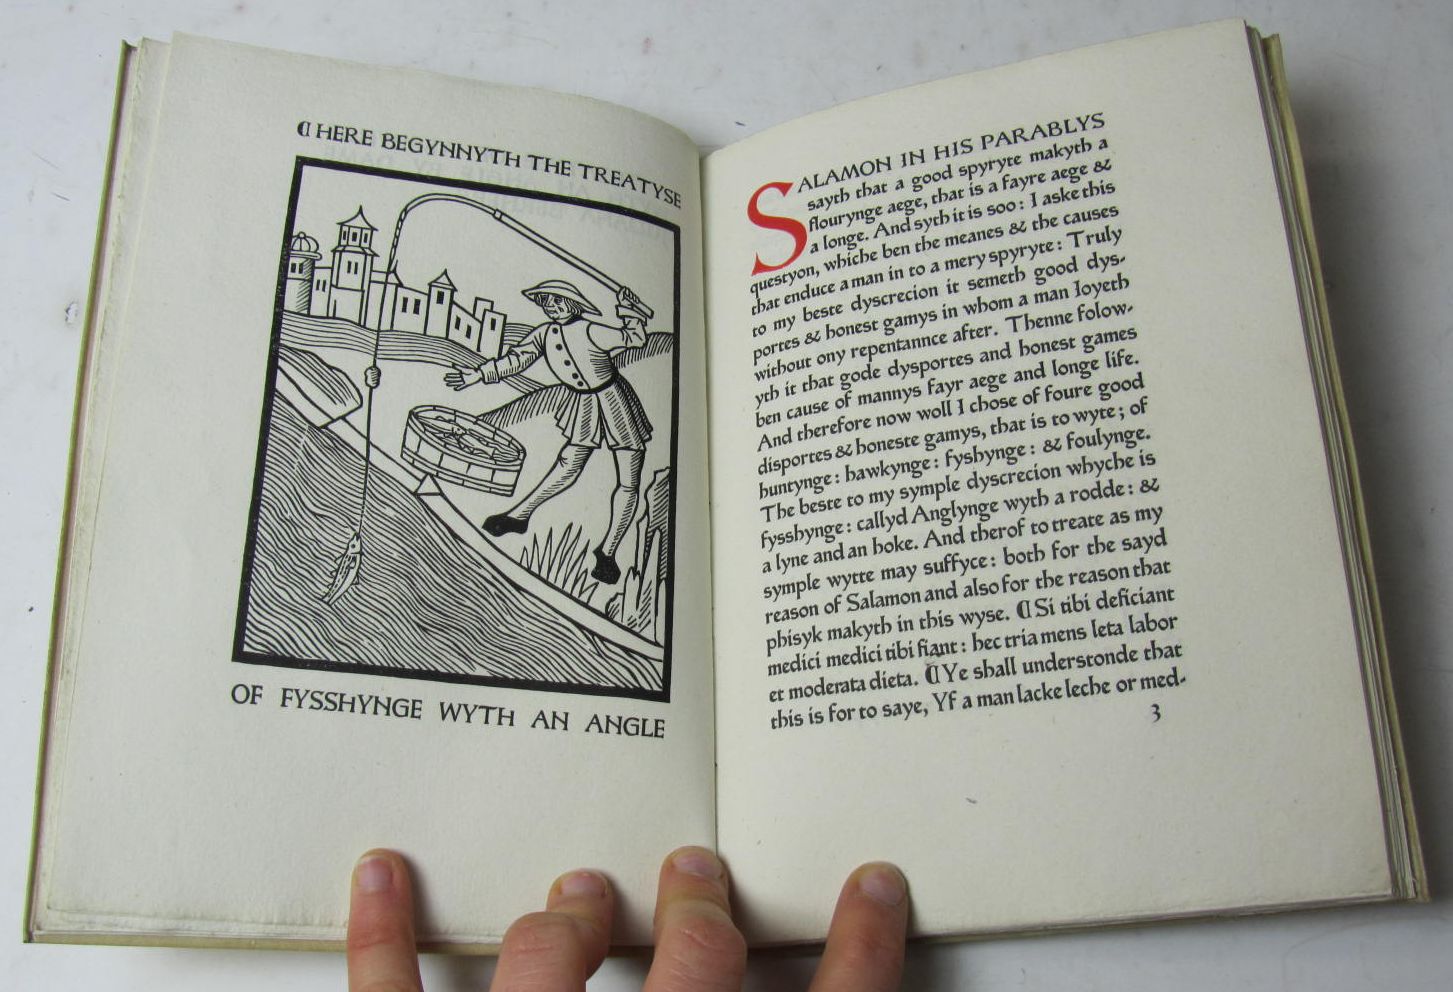 ⁋ HERE BEGYNNYTH THE TREATYSE
OF FYSSHYNGE WYTH AN ANGLE
SALAMON IN HIS PARABLYS
sayth that a good spyryte makyth a
flourynge aege, that is a fayre aege &
a longe. And syth it is soo: I aske this
questyon, whiche ben the meanes & the causes
that enduce a man in to a mery spyryte: Truly
to my beste dyscrecion it semeth good dys-
portes & honest gamys in whom a man Ioyeth
without ony repentannce after. Thenne folow-
yth it that gode dysportes and honest games
ben cause of mannys fayr aege and longe life.
And therefore now woll I chose of foure good
disportes & honeste gamys, that is to wyte; of
huntynge: hawkynge: fyshynge: & foulynge.
The beste to my symple dyscrecion whyche is
fysshynge: callyd Anglynge wyth a rodde: &
a lyne and an hoke. And therof to treate as my
symple wytte may suffyce: both for the sayd
reason of Salamon and also for the reason that
phisyk makyth in this wyse. ⁋ Si tibi deficiant
medici medici tibi fiant: hec tria mens leta labor
et moderata dieta. ⁋ Ye shall understonde that
this is for to saye, Yf a man lacke leche or med-
3